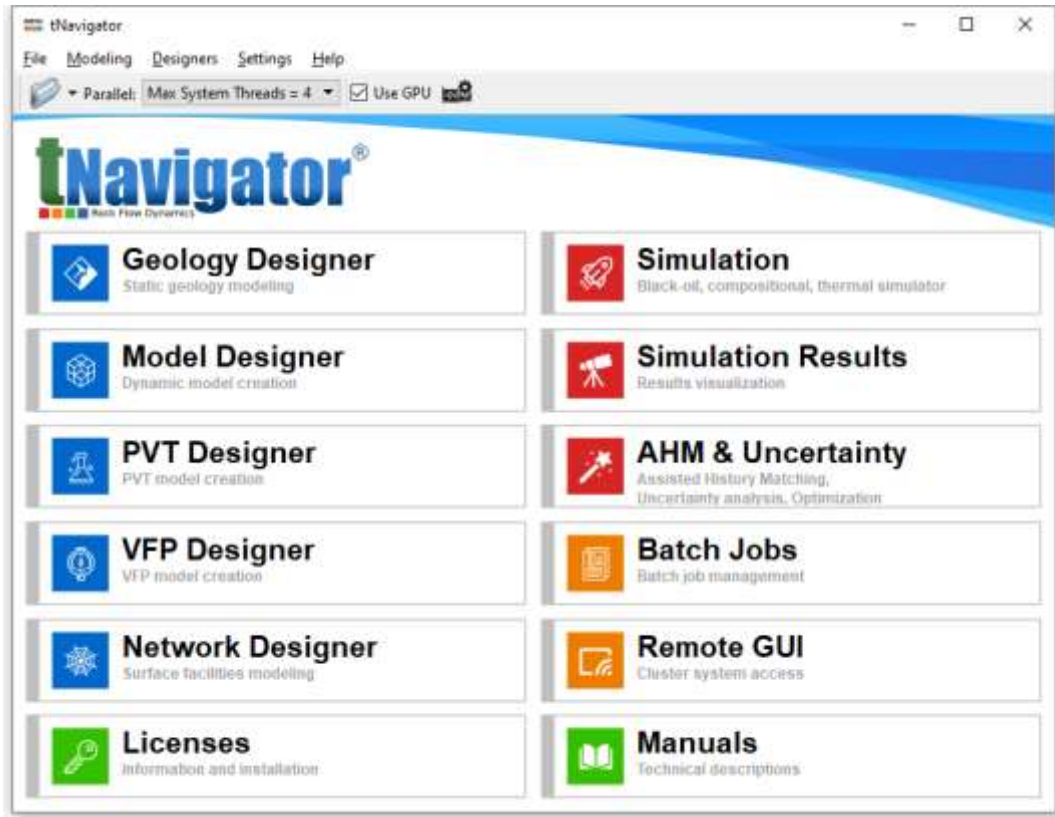 tNavigator
File Modeling Designers Settings Help
Parallel: Max System Threads = 4 Use GPU
tNavigator®
Rock Flow Dynamics
Geology Designer
Static geology modeling
Simulation
Black-oil, compositional, thermal simulator
Model Designer
Dynamic model creation
Simulation Results
Results visualization
PVT Designer
PVT model creation
AHM & Uncertainty
Assisted History Matching,
Uncertainty analysis, Optimization
VFP Designer
VFP model creation
Batch Jobs
Batch job management
Network Designer
Surface facilities modeling
Remote GUI
Cluster system access
Licenses
Information and installation
Manuals
Technical descriptions